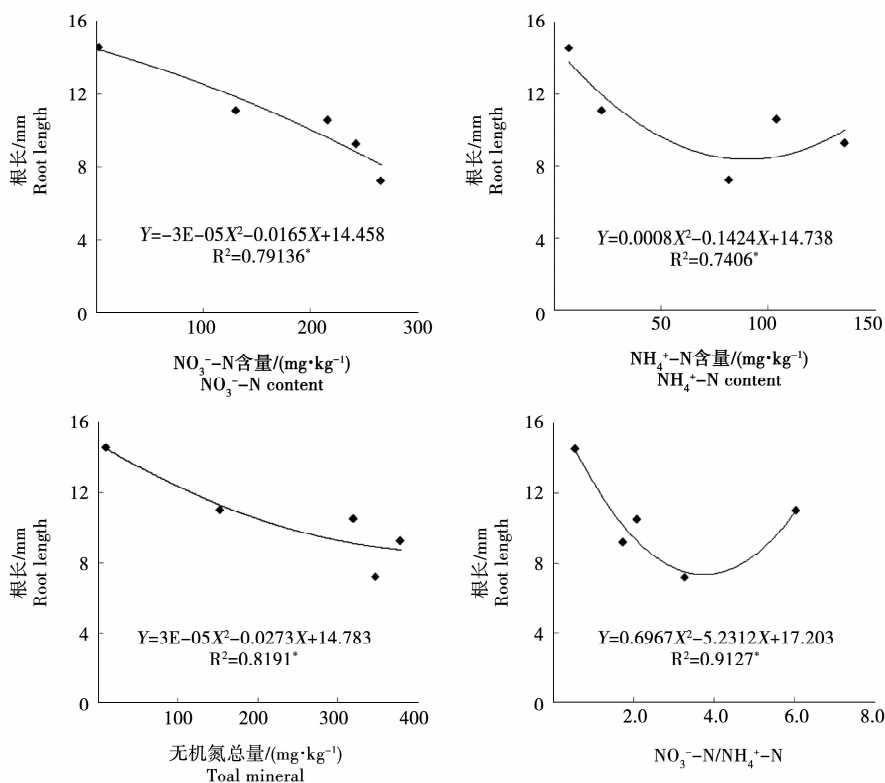 16
12
8
4
0
根长/mm
Root length
Y=−3E−05X²−0.0165X+14.458
R²=0.79136*
100
200
300
NO₃⁻−N含量/(mg•kg⁻¹)
NO₃⁻−N content
16
12
8
4
0
根长/mm
Root length
Y=0.0008X²−0.1424X+14.738
R²=0.7406*
50
100
150
NH₄⁺−N含量/(mg•kg⁻¹)
NH₄⁺−N content
16
12
8
4
0
根长/mm
Root length
Y=3E−05X²−0.0273X+14.783
R²=0.8191*
100
200
300
400
无机氮总量/(mg•kg⁻¹)
Toal mineral
16
12
8
4
0
根长/mm
Root length
Y=0.6967X²−5.2312X+17.203
R²=0.9127*
2.0
4.0
6.0
8.0
NO₃⁻−N/NH₄⁺−N